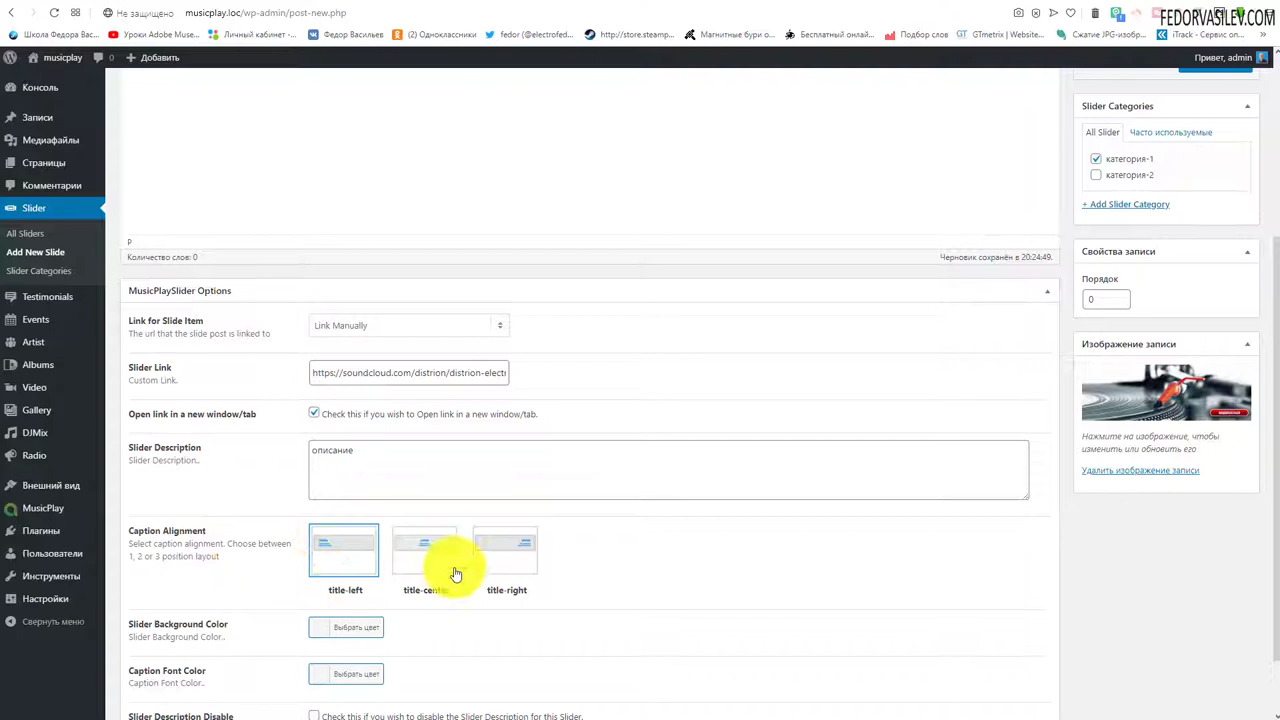 Не защищено musicplay.loc/wp-admin/post-new.php
FEDORVASILEV.COM
Школа Федора Вась...
Уроки Adobe Muse...
Личный кабинет -...
Федор Васильев
(2) Одноклассники
fedor (@electrofed...
http://store.steamp...
Магнитные бури о...
Бесплатный онлай...
Подбор слов
GTmetrix | Website...
Сжатие JPG-изобр...
iTrack - Сервис оп...
musicplay 0 Добавить
Привет, admin
Консоль
Записи
Медиафайлы
Страницы
Комментарии
Slider
All Sliders
Add New Slide
Slider Categories
Testimonials
Events
Artist
Albums
Video
Gallery
DJMix
Radio
Внешний вид
MusicPlay
Плагины
Пользователи
Инструменты
Настройки
Свернуть меню
P
Количество слов: 0
Черновик сохранён в 20:24:49.
MusicPlaySlider Options
Link for Slide Item
The url that the slide post is linked to
Link Manually
Slider Link
Custom Link.
https://soundcloud.com/distrion/distrion-electr
Open link in a new window/tab
Check this if you wish to Open link in a new window/tab.
Slider Description
Slider Description..
описание
Caption Alignment
Select caption alignment. Choose between
1, 2 or 3 position layout
title-left
title-center
title-right
Slider Background Color
Slider Background Color..
Выбрать цвет
Caption Font Color
Caption Font Color..
Выбрать цвет
Slider Description Disable
Check this if you wish to disable the Slider Description for this Slider.
Slider Categories
All Slider
Часто используемые
категория-1
категория-2
+ Add Slider Category
Свойства записи
Порядок
0
Изображение записи
Нажмите на изображение, чтобы
изменить или обновить его
Удалить изображение записи